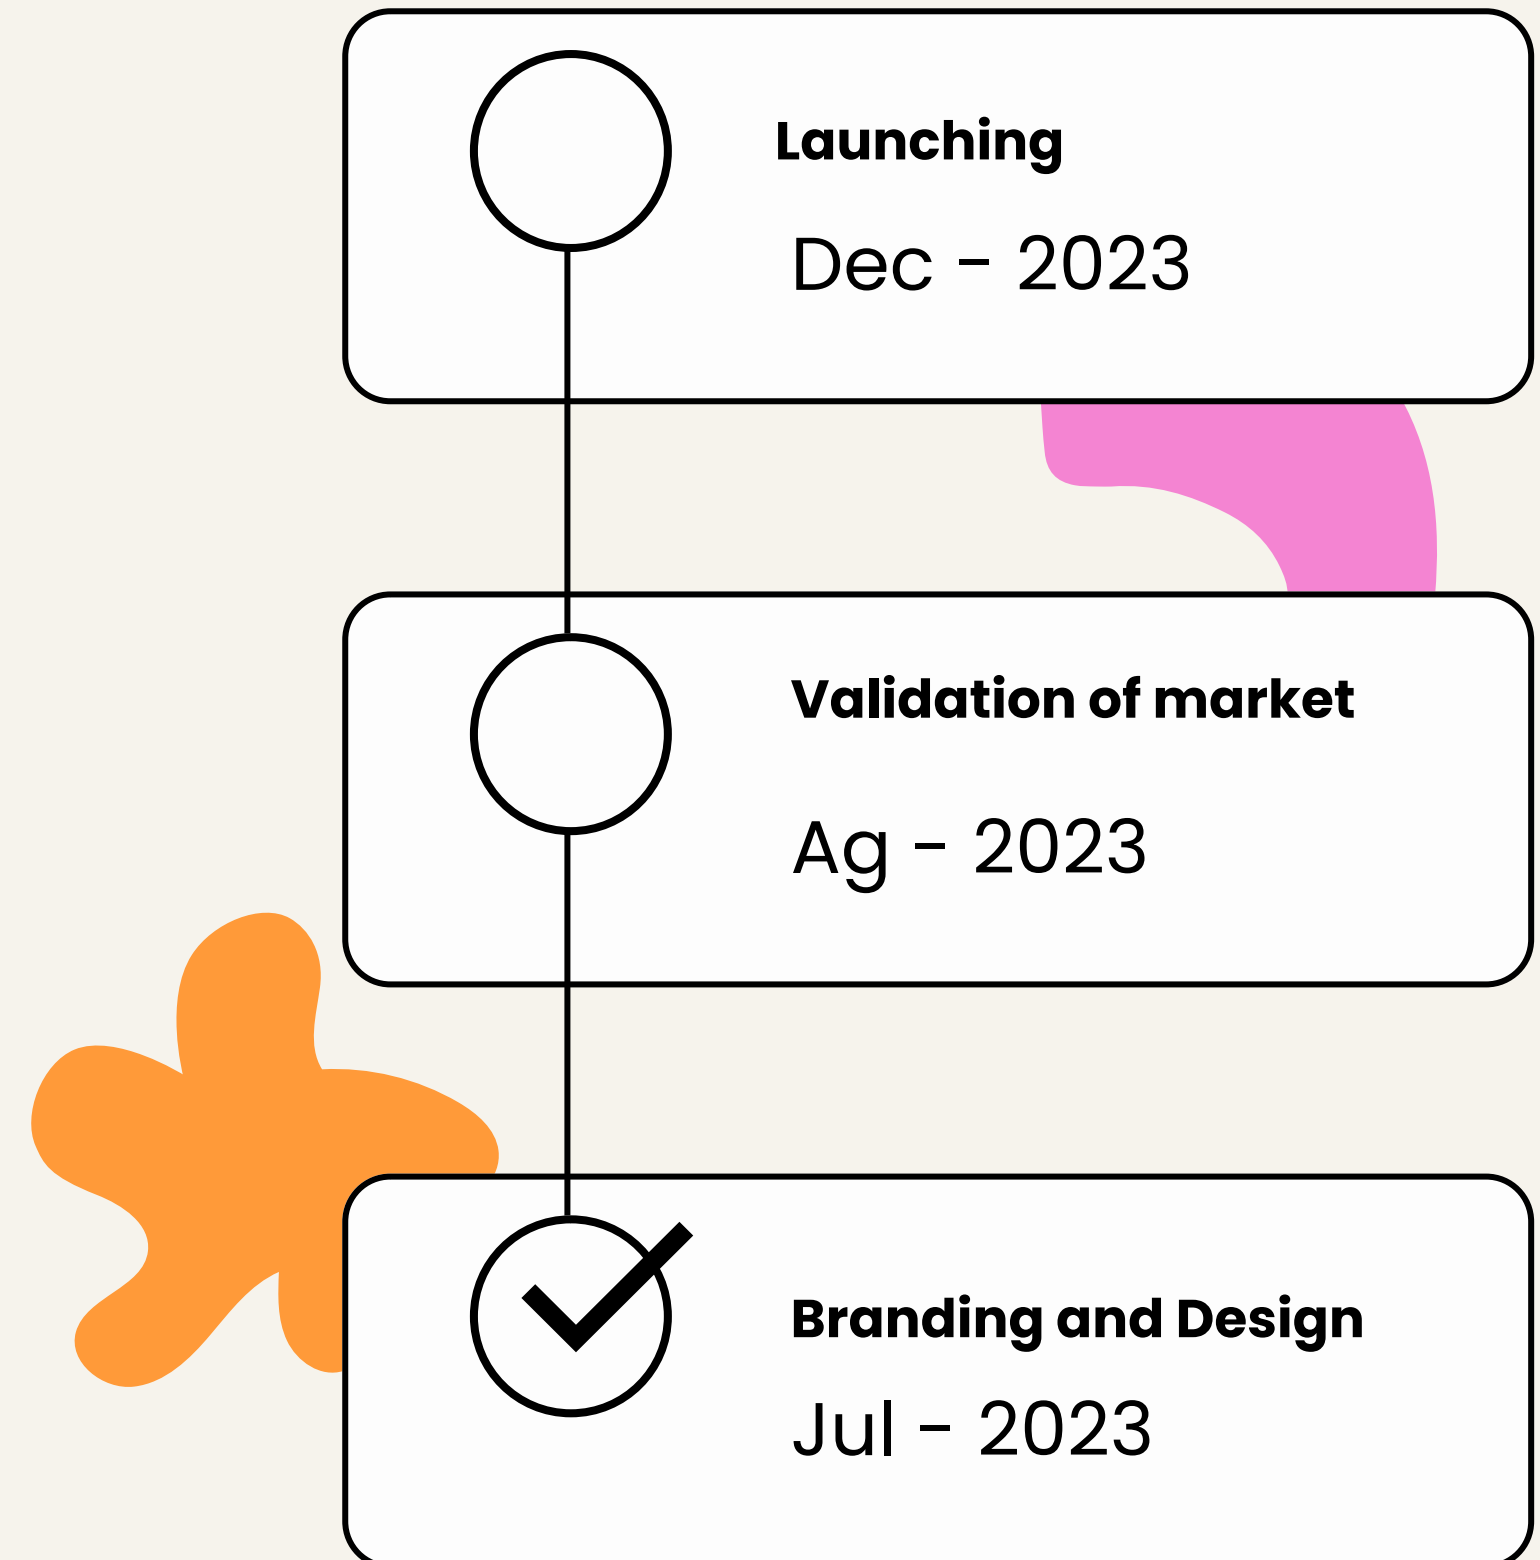 Launching
Dec - 2023
Validation of market
Ag - 2023
Branding and Design
Jul - 2023